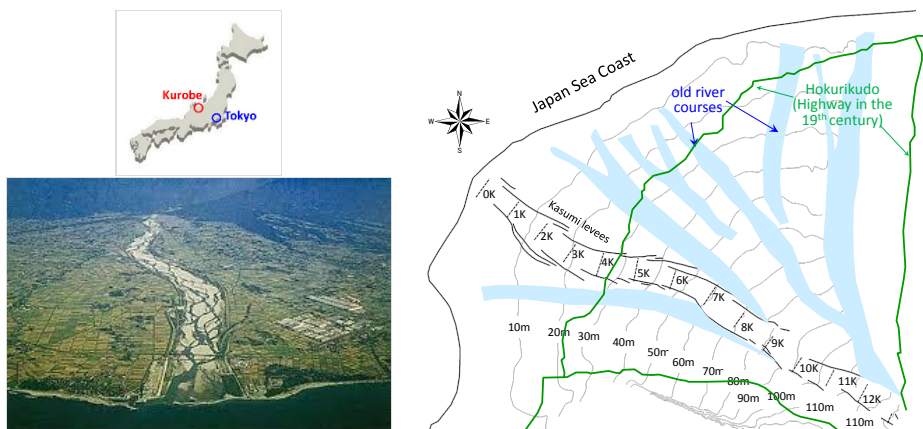 Kurobe
Tokyo
N
W
E
S
Japan Sea Coast
old river
courses
Hokurikudo
(Highway in the
19th century)
Kasumi levees
0K
1K
2K
3K
4K
5K
6K
7K
8K
9K
10K
11K
12K
10m
20m
30m
40m
50m
60m
70m
80m
90m
100m
110m
110m